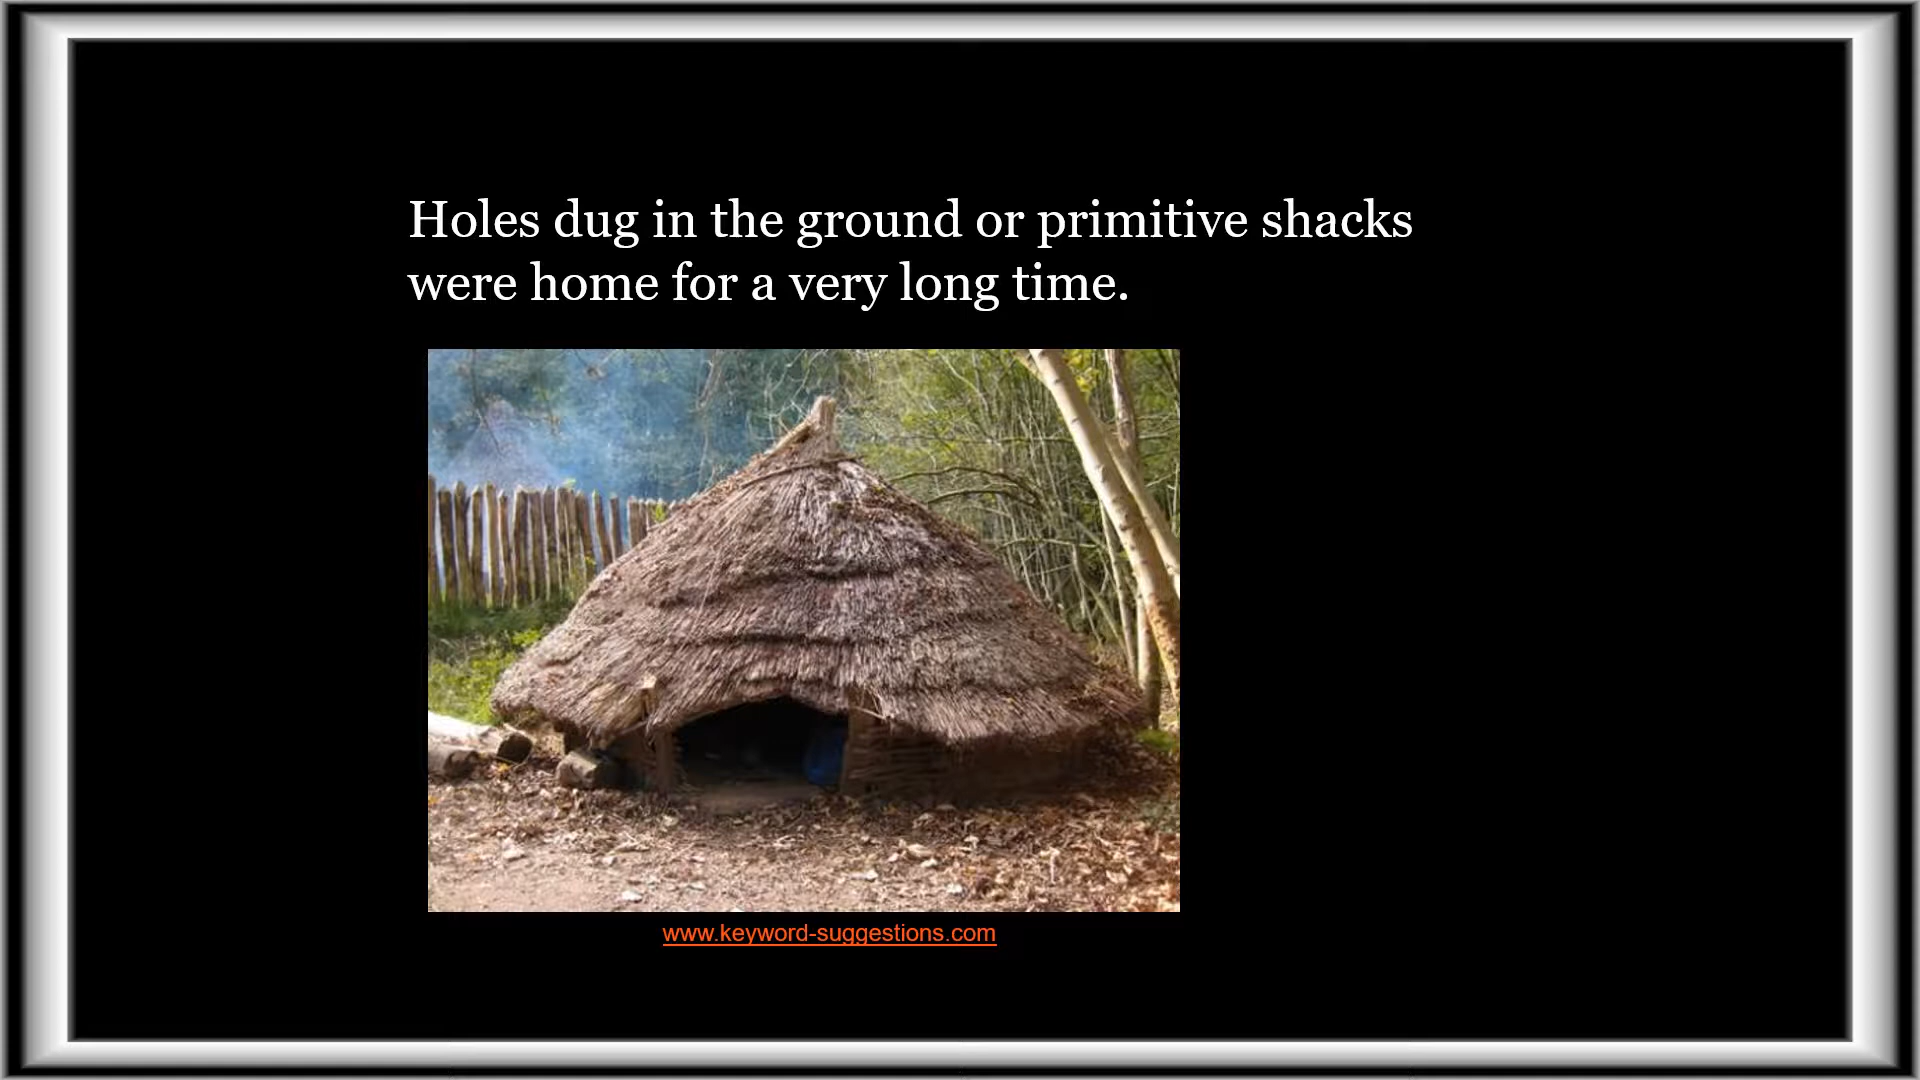 Holes dug in the ground or primitive shacks
were home for a very long time.
www.keyword-suggestions.com